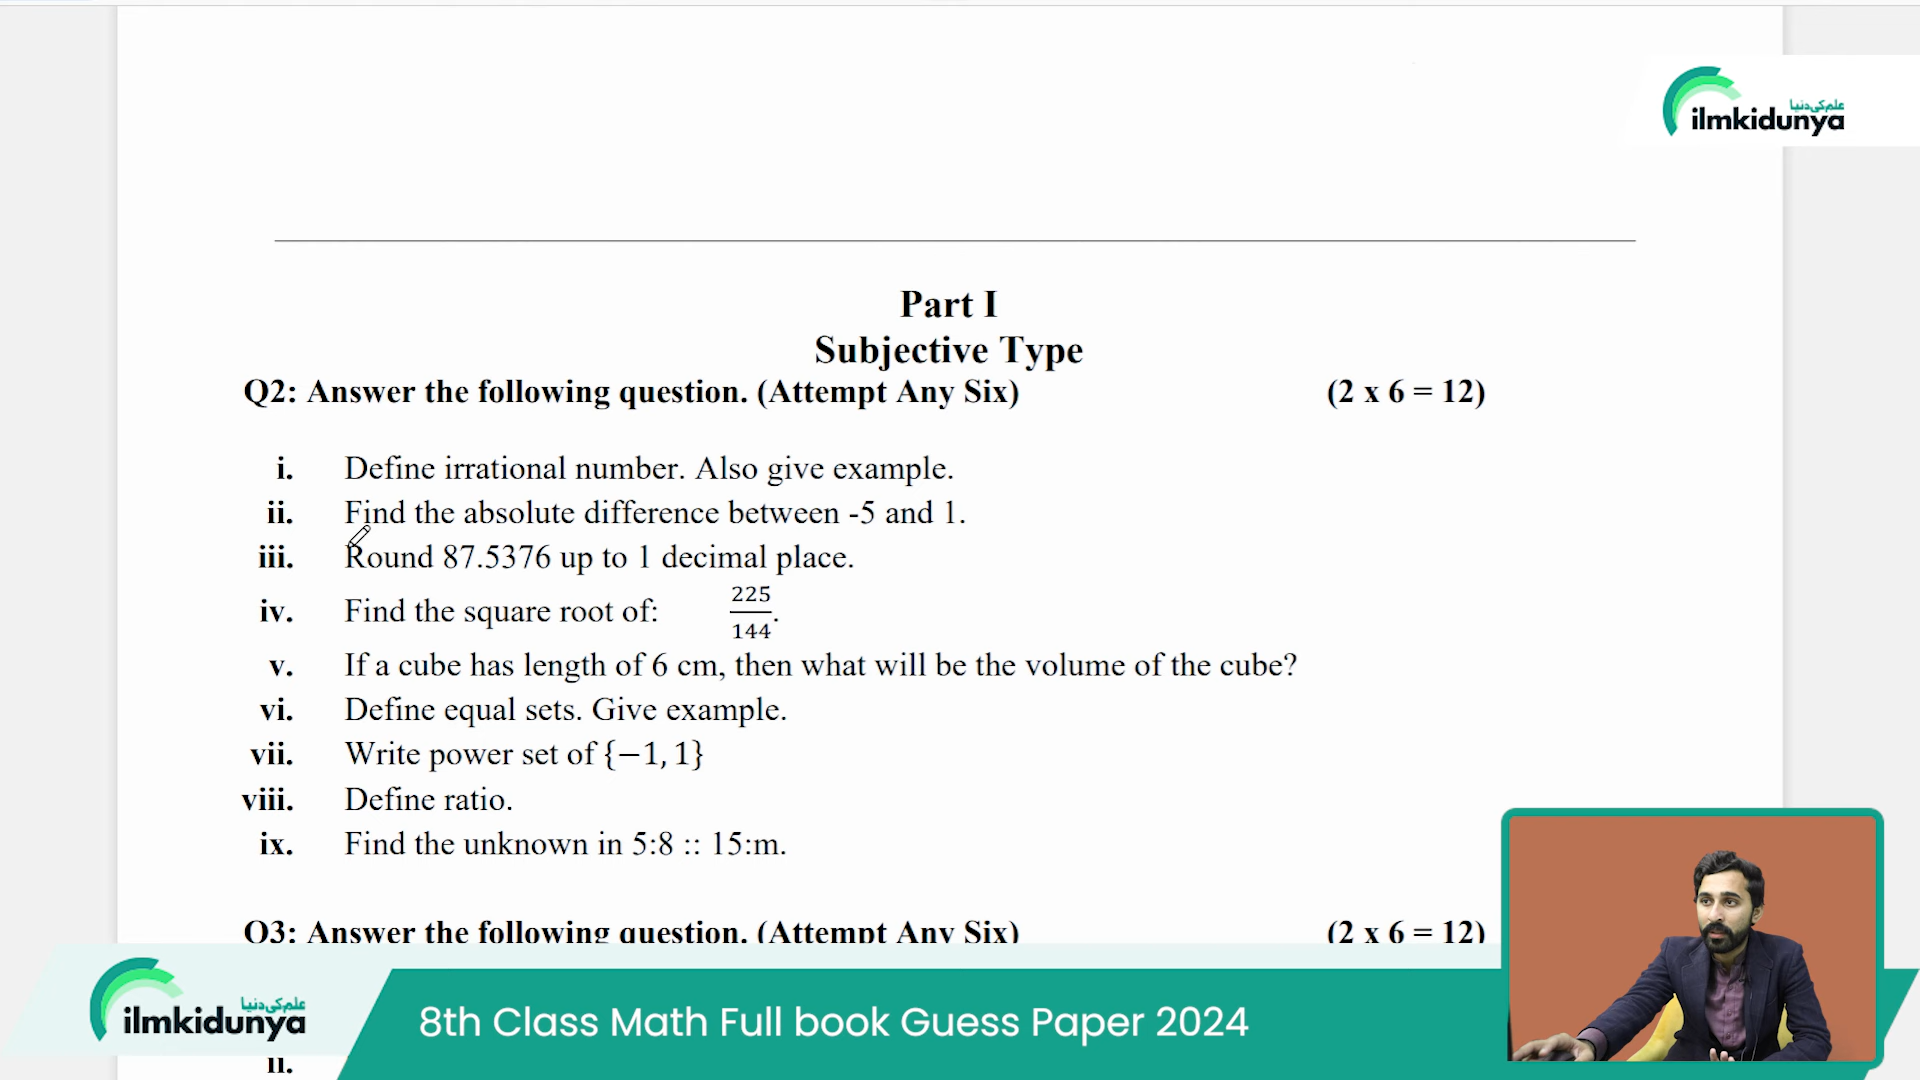 علم کی دنیا
ilmkidunya
Part I
Subjective Type
Q2: Answer the following question. (Attempt Any Six) (2 x 6 = 12)
i. Define irrational number. Also give example.
ii. Find the absolute difference between -5 and 1.
iii. Round 87.5376 up to 1 decimal place.
iv. Find the square root of: 225/144.
v. If a cube has length of 6 cm, then what will be the volume of the cube?
vi. Define equal sets. Give example.
vii. Write power set of {−1, 1}
viii. Define ratio.
ix. Find the unknown in 5:8 :: 15:m.
Q3: Answer the following question. (Attempt Any Six) (2 x 6 = 12)
علم کی دنیا
ilmkidunya
8th Class Math Full book Guess Paper 2024
ii.